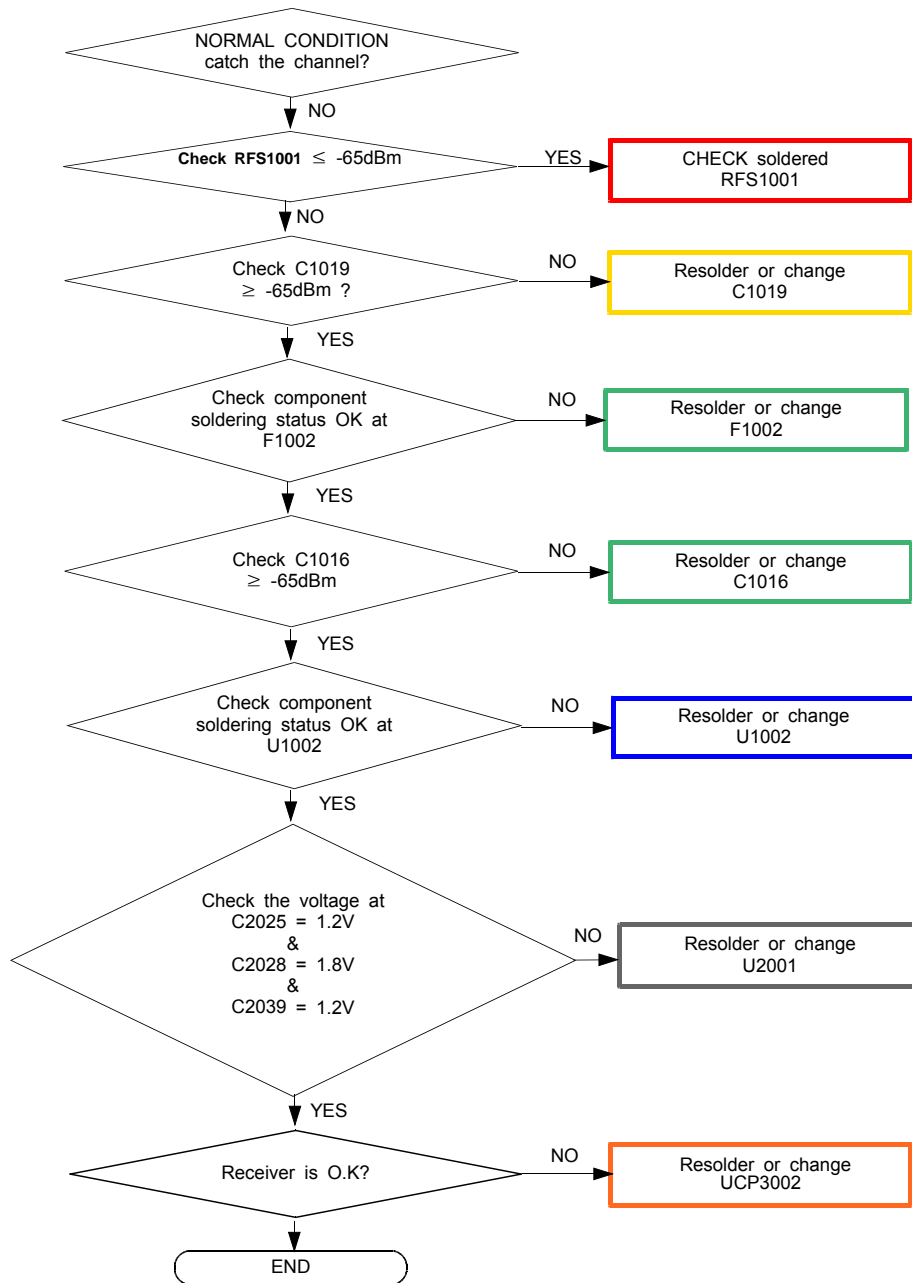 NORMAL CONDITION
catch the channel?
NO
Check RFS1001 ≤ -65dBm
YES
CHECK soldered
RFS1001
NO
Check C1019
≥ -65dBm ?
NO
Resolder or change
C1019
YES
Check component
soldering status OK at
F1002
NO
Resolder or change
F1002
YES
Check C1016
≥ -65dBm
NO
Resolder or change
C1016
YES
Check component
soldering status OK at
U1002
NO
Resolder or change
U1002
YES
Check the voltage at
C2025 = 1.2V
&
C2028 = 1.8V
&
C2039 = 1.2V
NO
Resolder or change
U2001
YES
Receiver is O.K?
NO
Resolder or change
UCP3002
END